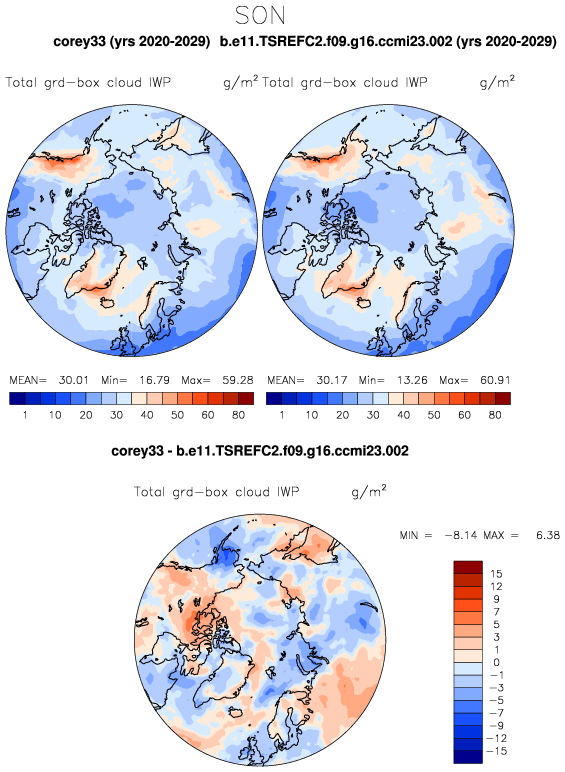 SON
corey33 (yrs 2020-2029) b.e11.TSREFC2.f09.g16.ccmi23.002 (yrs 2020-2029)
Total grd-box cloud IWP g/m² Total grd-box cloud IWP g/m²
MEAN= 30.01 Min= 16.79 Max= 59.28 MEAN= 30.17 Min= 13.26 Max= 60.91
1 10 20 30 40 50 60 80 1 10 20 30 40 50 60 80
corey33 - b.e11.TSREFC2.f09.g16.ccmi23.002
Total grd-box cloud IWP g/m²
MIN = -8.14 MAX = 6.38
15
12
9
7
5
3
1
0
-1
-3
-5
-7
-9
-12
-15